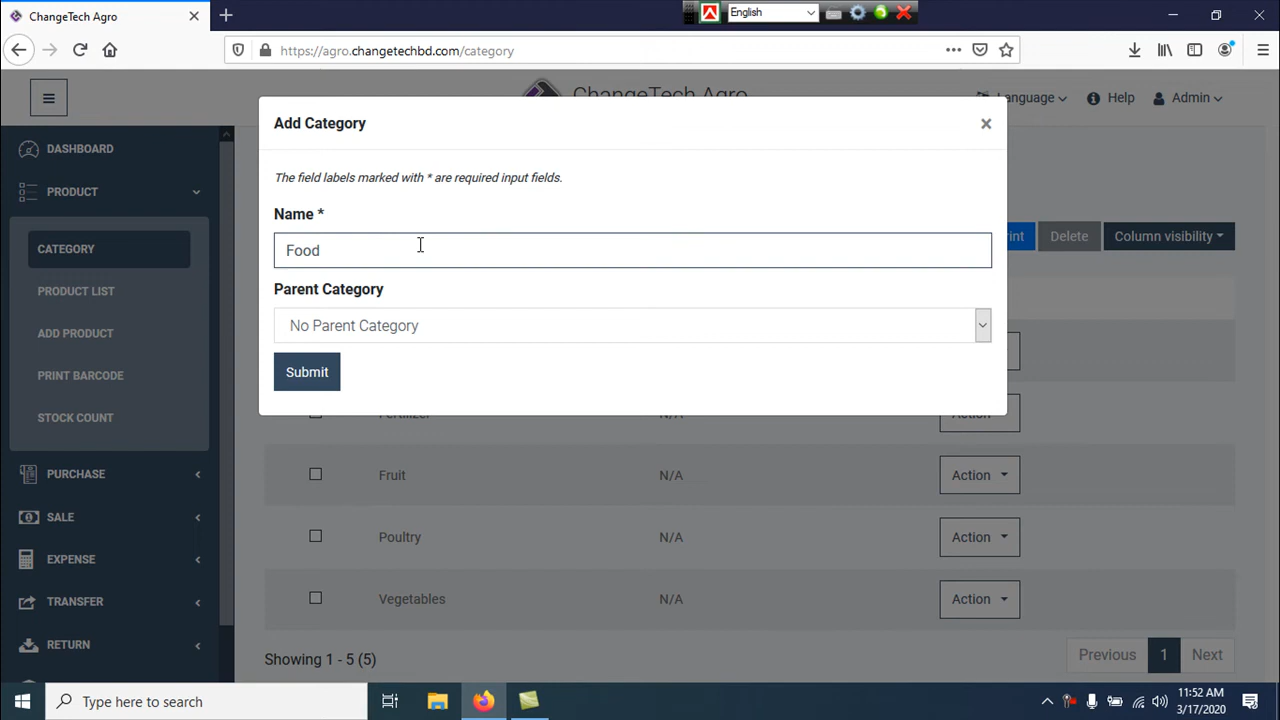 ChangeTech Agro
English
https://agro.changetechbd.com/category
ChangeTech Agro
Language
Help
Admin
Add Category
The field labels marked with * are required input fields.
Name *
Food
Parent Category
No Parent Category
Submit
DASHBOARD
PRODUCT
CATEGORY
PRODUCT LIST
ADD PRODUCT
PRINT BARCODE
STOCK COUNT
PURCHASE
SALE
EXPENSE
TRANSFER
RETURN
Delete
Column visibility
Fruit N/A Action
Poultry N/A Action
Vegetables N/A Action
Showing 1 - 5 (5)
Previous 1 Next
Type here to search
11:52 AM
3/17/2020